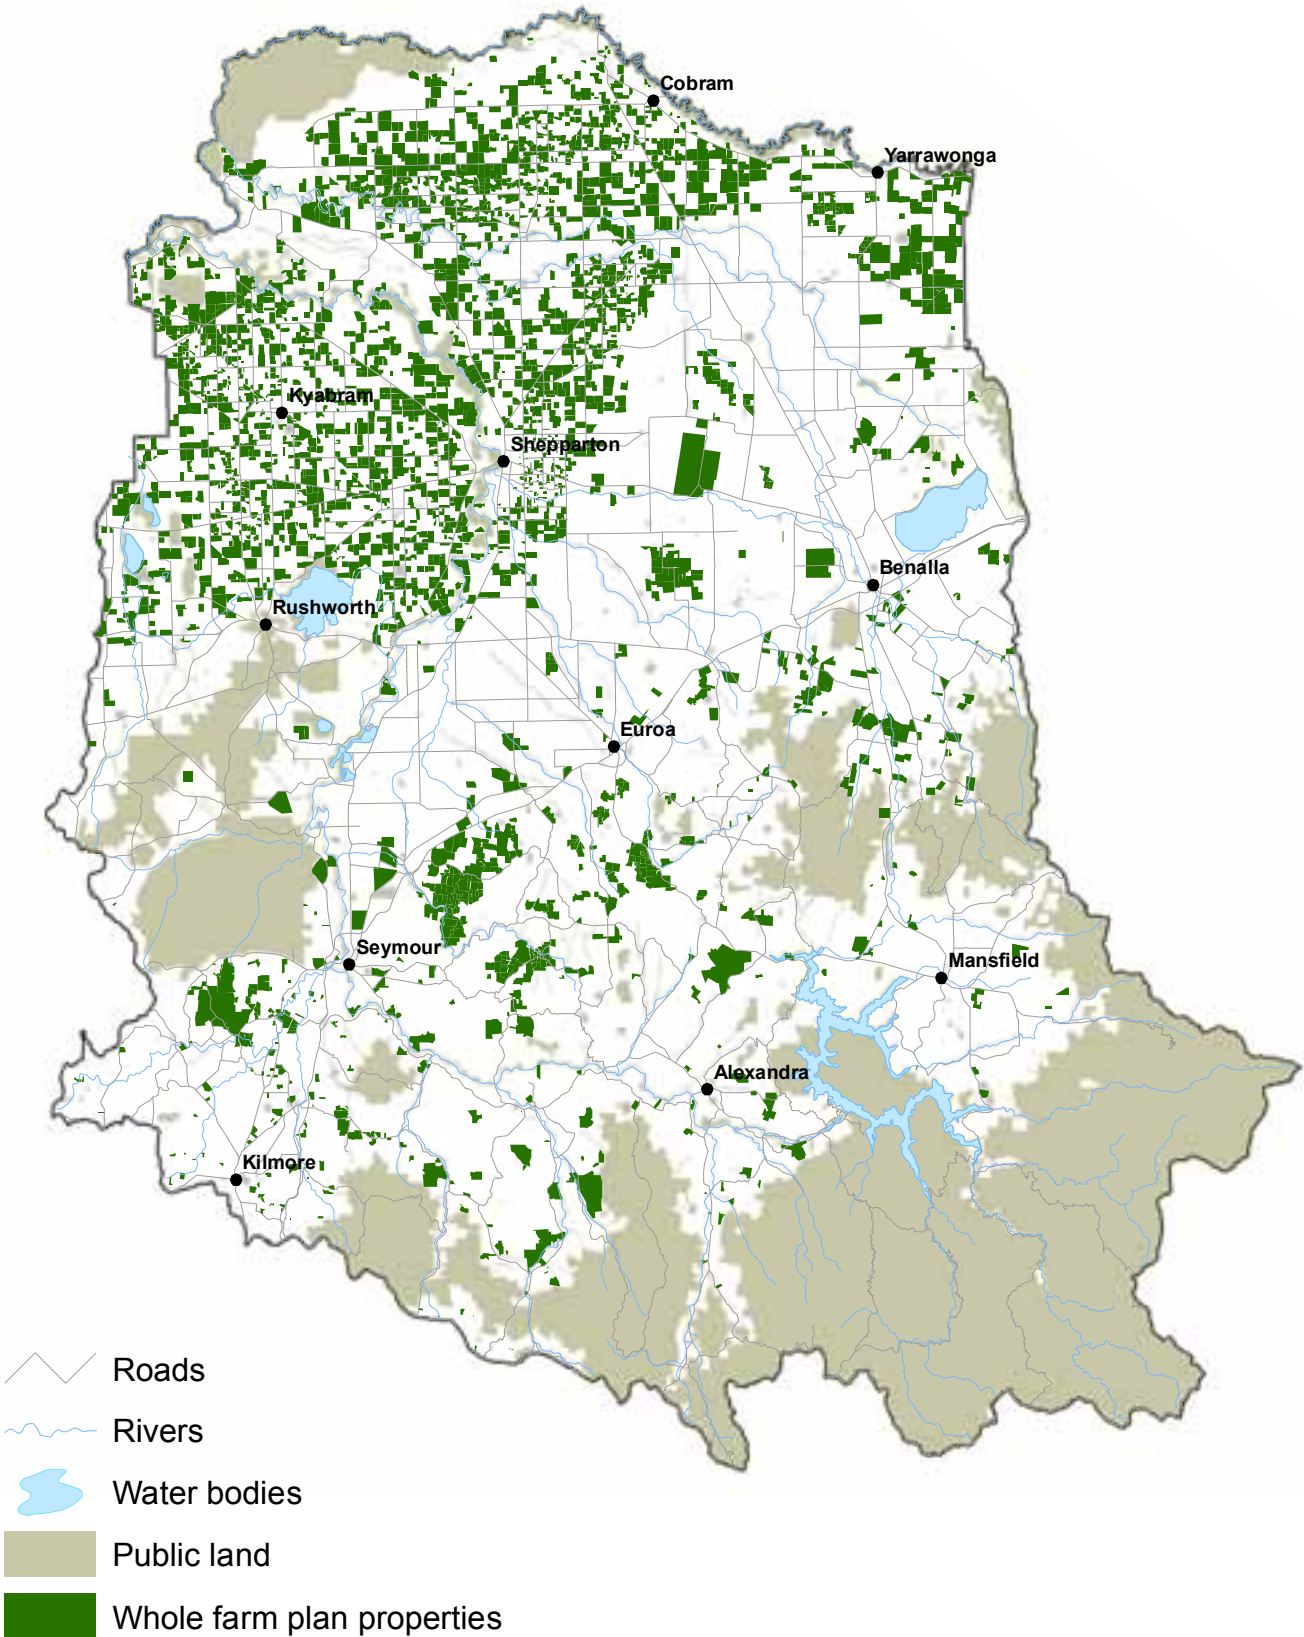 Cobram
Yarrawonga
Kyabram
Shepparton
Benalla
Rushworth
Euroa
Seymour
Mansfield
Alexandra
Kilmore
Roads
Rivers
Water bodies
Public land
Whole farm plan properties